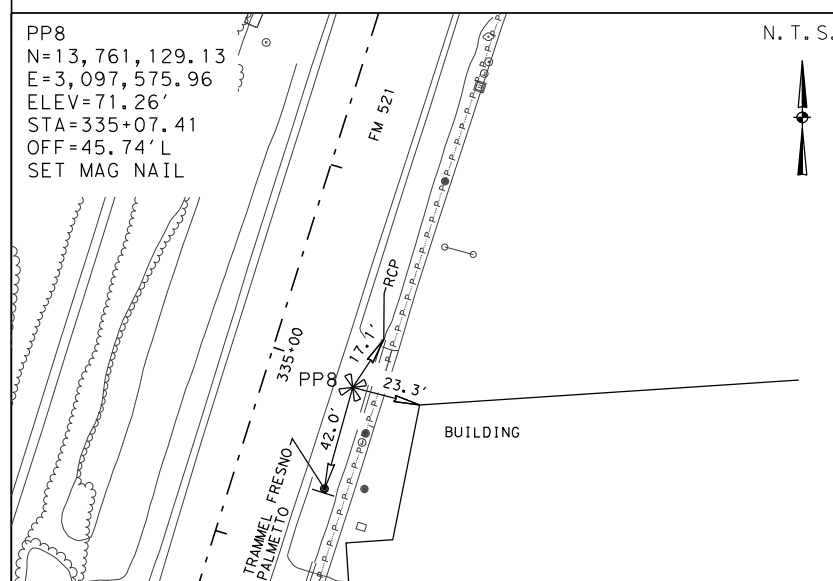 PP8
N=13,761,129.13
E=3,097,575.96
ELEV=71.26'
STA=335+07.41
OFF=45.74'L
SET MAG NAIL
N.T.S.
FM 521
RCP
335+00
17.1'
PP8
23.3'
42.0'
BUILDING
TRAMMEL FRESNO
PALMETTO